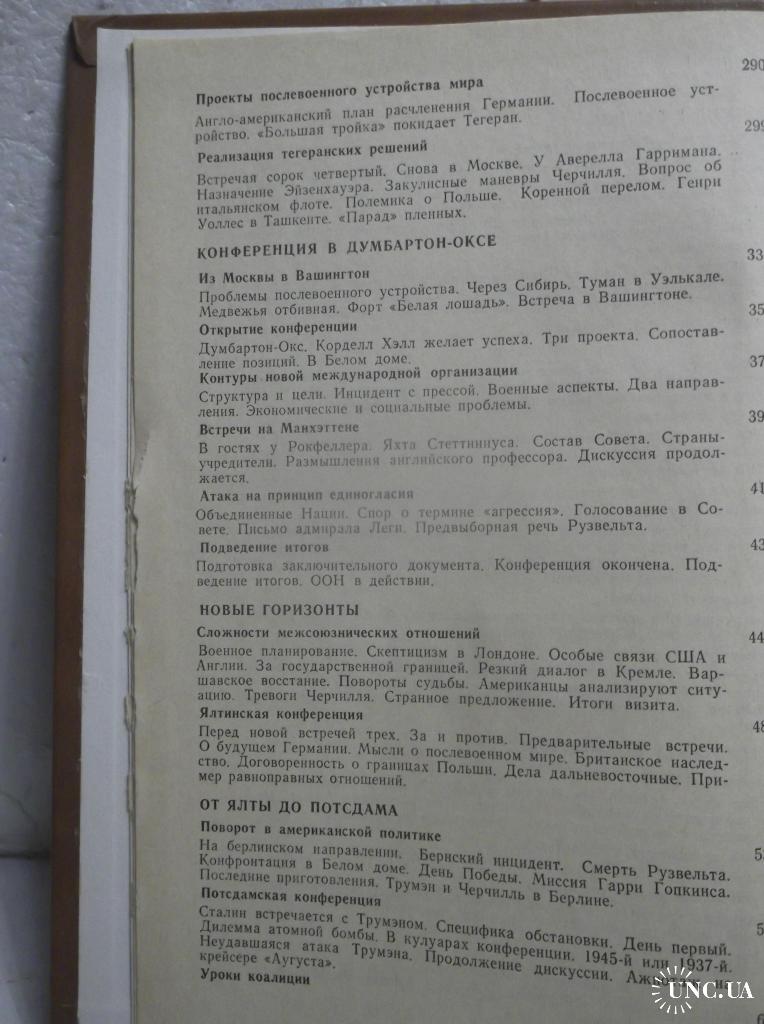 290
Проекты послевоенного устройства мира
Англо-американский план расчленения Германии. Послевоенное уст-
ройство. «Большая тройка» покидает Тегеран.
299
Реализация тегеранских решений
Встречая сорок четвертый. Снова в Москве. У Аверелла Гарримана.
Назначение Эйзенхауэра. Закулисные маневры Черчилля. Вопрос об
итальянском флоте. Полемика о Польше. Коренной перелом. Генри
Уоллес в Ташкенте. «Парад» пленных.
КОНФЕРЕНЦИЯ В ДУМБАРТОН-ОКСЕ
33
Из Москвы в Вашингтон
Проблемы послевоенного устройства. Через Сибирь. Туман в Уэлькале.
Медвежья отбивная. Форт «Белая лошадь». Встреча в Вашингтоне.
35
Открытие конференции
Думбартон-Окс. Корделл Хэлл желает успеха. Три проекта. Сопостав-
ление позиций. В Белом доме.
37
Контуры новой международной организации
Структура и цели. Инцидент с прессой. Военные аспекты. Два направ-
ления. Экономические и социальные проблемы.
39
Встречи на Манхэттене
В гостях у Рокфеллера. Яхта Стеттиниуса. Состав Совета. Страны-
учредители. Размышления английского профессора. Дискуссия продол-
жается.
41
Атака на принцип единогласия
Объединенные Нации. Спор о термине «агрессия». Голосование в Со-
вете. Письмо адмирала Леги. Предвыборная речь Рузвельта.
43
Подведение итогов
Подготовка заключительного документа. Конференция окончена. Под-
ведение итогов. ООН в действии.
НОВЫЕ ГОРИЗОНТЫ
Сложности межсоюзнических отношений
44
Военное планирование. Скептицизм в Лондоне. Особые связи США и
Англии. За государственной границей. Резкий диалог в Кремле. Вар-
шавское восстание. Повороты судьбы. Американцы анализируют ситу-
ацию. Тревоги Черчилля. Странное предложение. Итоги визита.
Ялтинская конференция
48
Перед новой встречей трех. За и против. Предварительные встречи.
О будущем Германии. Мысли о послевоенном мире. Британское наслед-
ство. Договоренность о границах Польши. Дела дальневосточные. При-
мер равноправных отношений.
ОТ ЯЛТЫ ДО ПОТСДАМА
Поворот в американской политике
На берлинском направлении. Бернский инцидент. Смерть Рузвельта.
Конфронтация в Белом доме. День Победы. Миссия Гарри Гопкинса.
Последние приготовления. Трумэн и Черчилль в Берлине.
Потсдамская конференция
Сталин встречается с Трумэном. Специфика обстановки. День первый.
Дилемма атомной бомбы. В кулуарах конференции. 1945-й или 1937-й.
Неудавшаяся атака Трумэна. Продолжение дискуссии. на
крейсере «Аугуста».
Уроки коалиции
UNC.UA